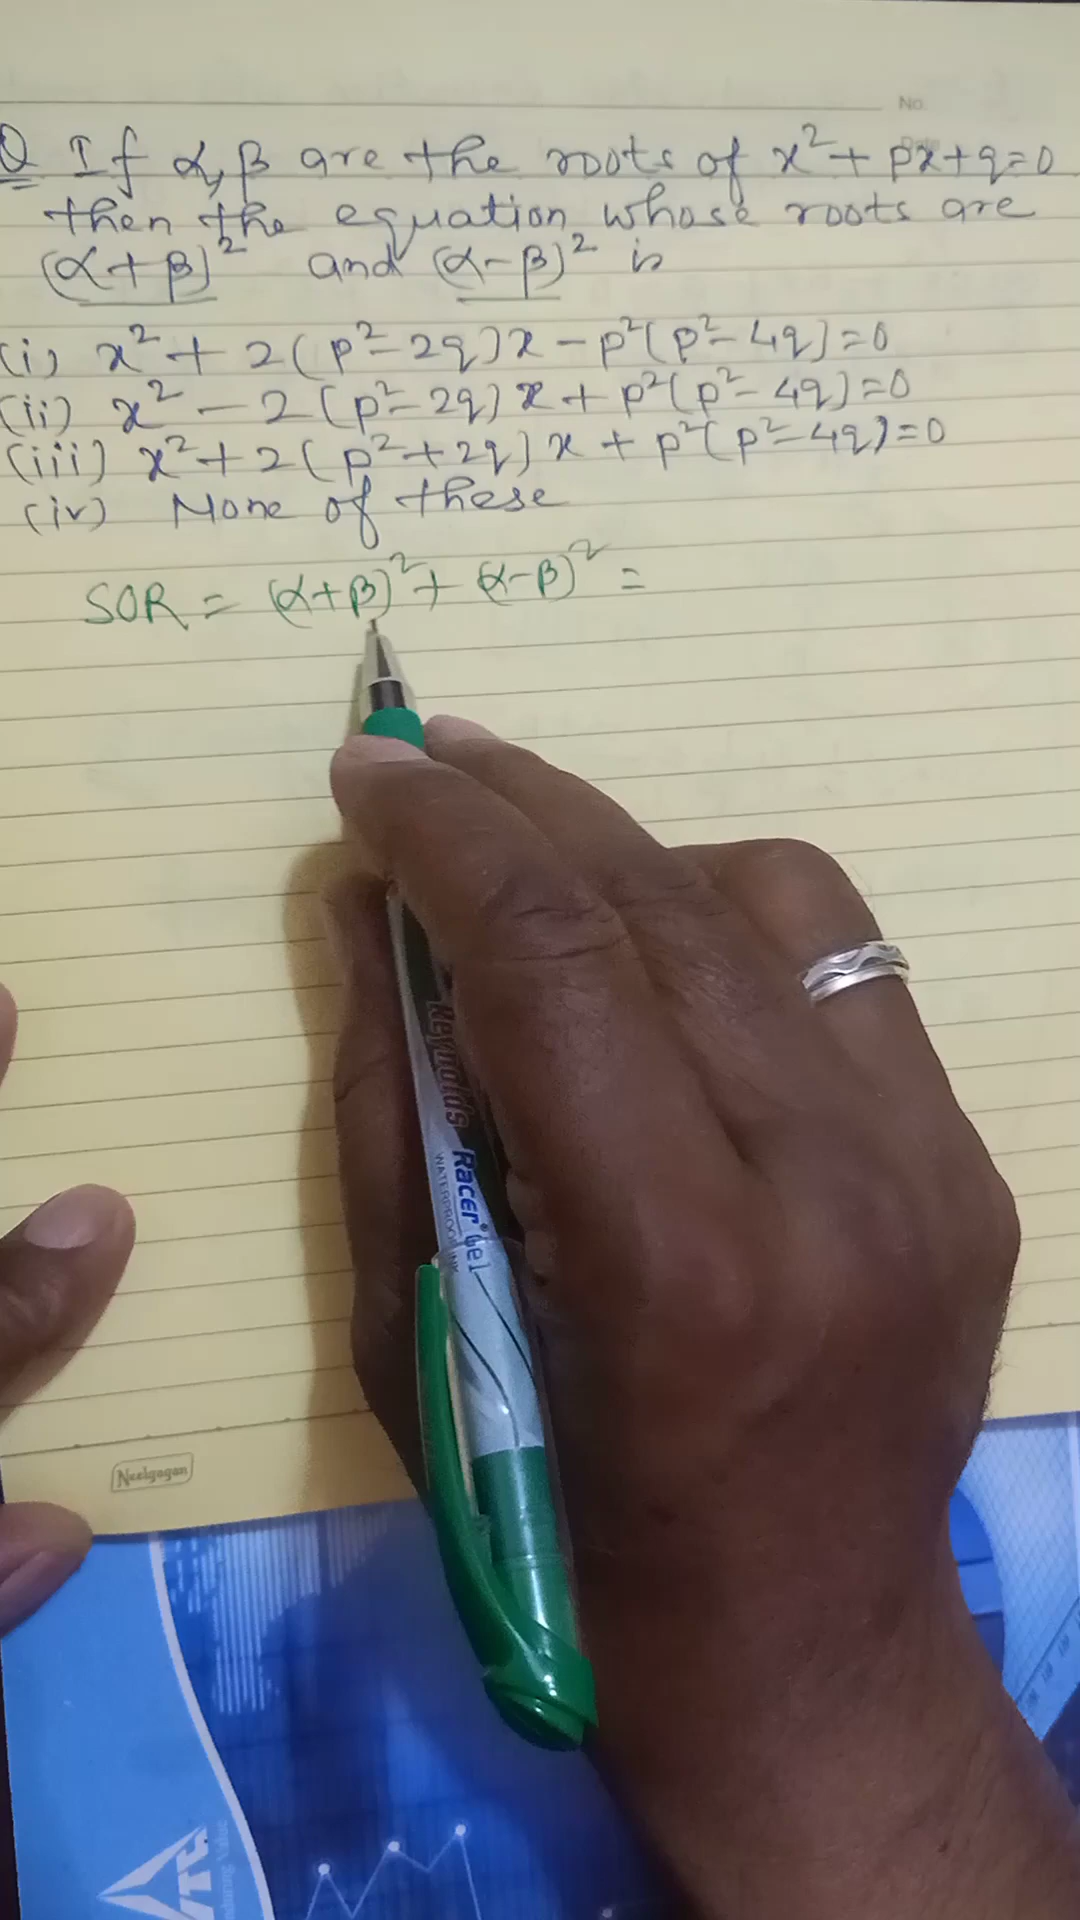 No.
Date
Q If α, β are the roots of x² + px + q = 0
then the equation whose roots are
(α + β)² and (α - β)² is
(i) x² + 2(p² - 2q)x - p²(p² - 4q) = 0
(ii) x² - 2(p² - 2q)x + p²(p² - 4q) = 0
(iii) x² + 2(p² + 2q)x + p²(p² - 4q) = 0
(iv) None of these
SOR = (α + β)² + (α - β)² =
Reynolds Racer® Gel
WATERPROOF INK
Neelgagan